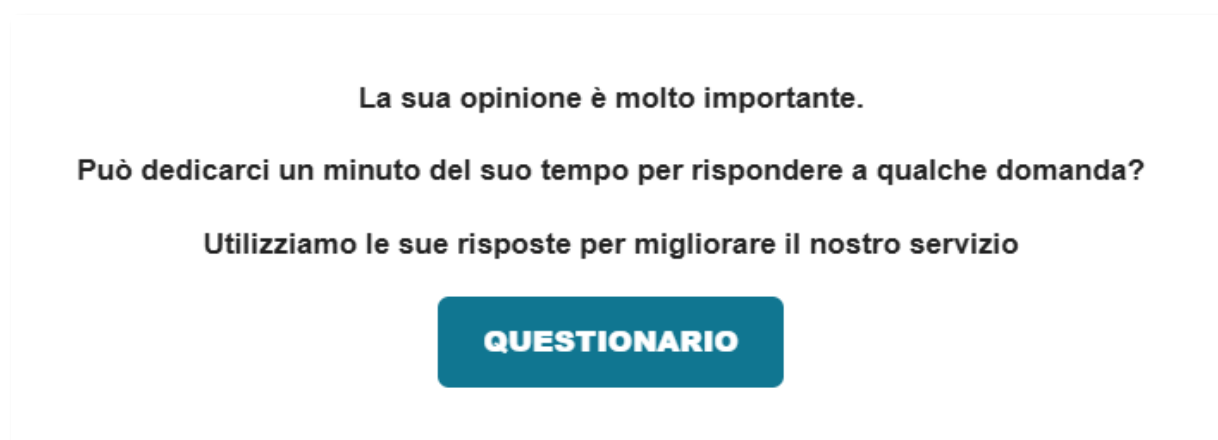 La sua opinione è molto importante.
Può dedicarci un minuto del suo tempo per rispondere a qualche domanda?
Utilizziamo le sue risposte per migliorare il nostro servizio
QUESTIONARIO